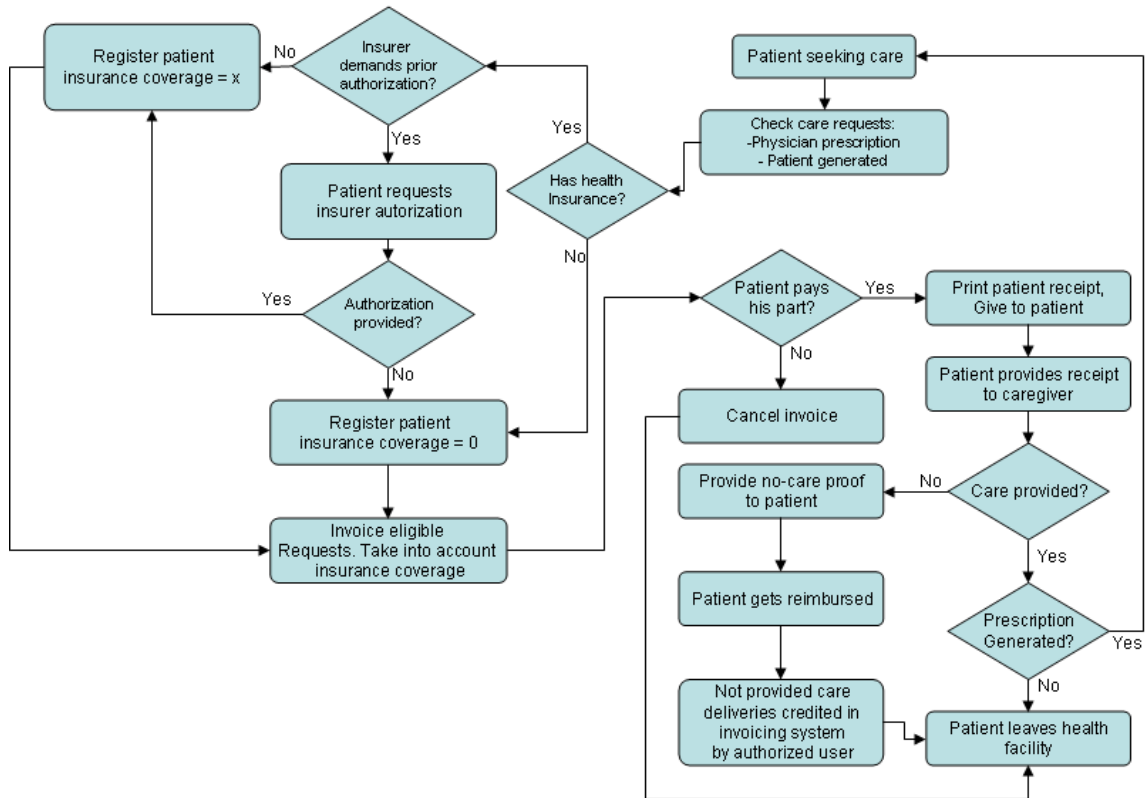 Patient seeking care
Check care requests:
-Physician prescription
- Patient generated
Has health
Insurance?
Yes
No
Insurer
demands prior
authorization?
No
Yes
Register patient
insurance coverage = x
Patient requests
insurer autorization
Authorization
provided?
Yes
No
Register patient
insurance coverage = 0
Invoice eligible
Requests. Take into account
insurance coverage
Patient pays
his part?
Yes
No
Print patient receipt,
Give to patient
Patient provides receipt
to caregiver
Cancel invoice
Care provided?
No
Yes
Provide no-care proof
to patient
Patient gets reimbursed
Not provided care
deliveries credited in
invoicing system
by authorized user
Prescription
Generated?
Yes
No
Patient leaves health
facility